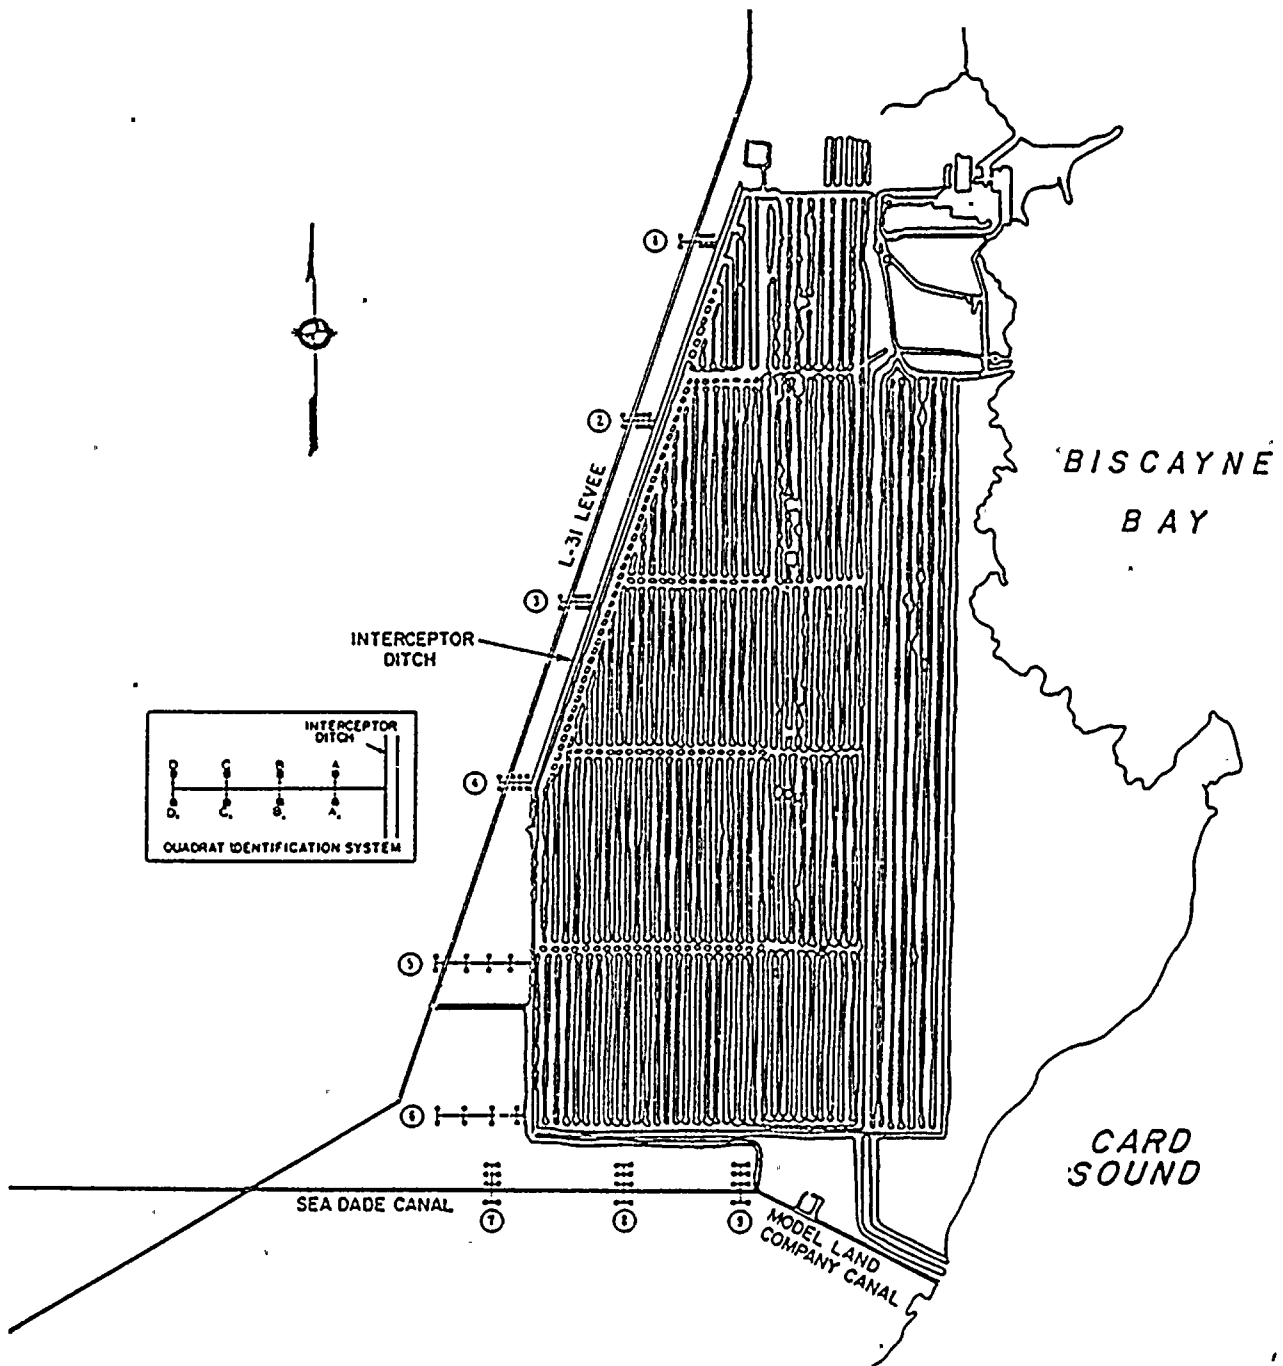 1
2
BISCAYNE
BAY
L-31 LEVEE
3
INTERCEPTOR
DITCH
INTERCEPTOR
DITCH
D C B A
D. C. B. A.
QUADRAT IDENTIFICATION SYSTEM
4
5
6
CARD
SOUND
SEA DADE CANAL
7
8
9
MODEL LAND
COMPANY CANAL